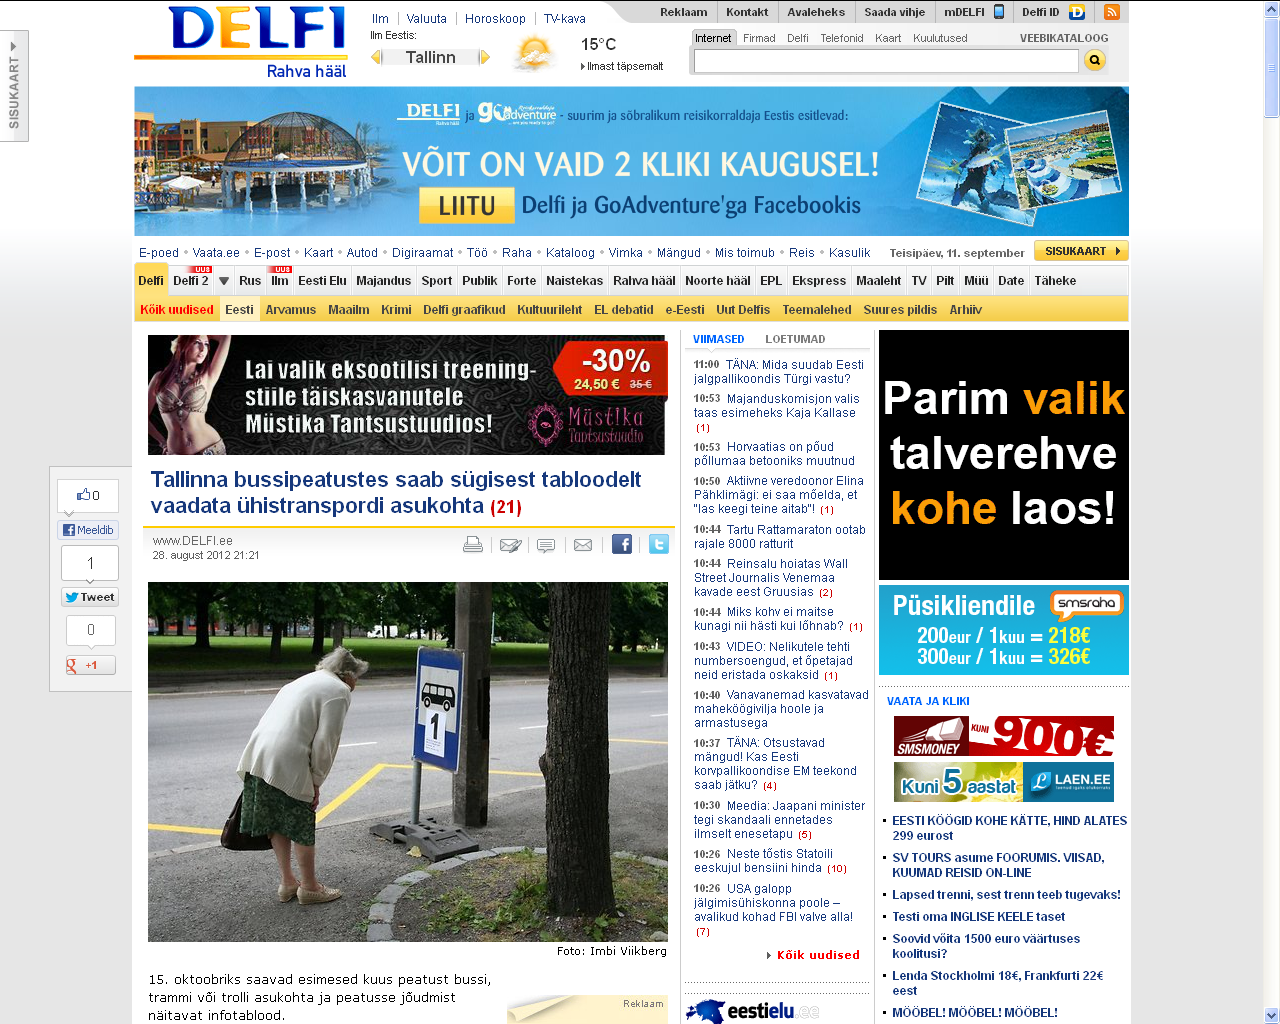 SISUKAART
DELFI
Rahva hääl
Ilm
Valuuta
Horoskoop
TV-kava
Ilm Eestis:
Tallinn
15°C
Ilmast täpsemalt
Reklaam
Kontakt
Avaleheks
Saada vihje
mDELFI
Delfi ID
D
Internet
Firmad
Delfi
Telefonid
Kaart
Kuulutused
VEEBIKATALOOG
DELFI ja goadventure - suurim ja sõbralikum reisikorraldaja Eestis esitlevad:
Rahva hääl
VÕIT ON VAID 2 KLIKI KAUGUSEL!
LIITU Delfi ja GoAdventure'ga Facebookis
E-poed • Vaata.ee • E-post • Kaart • Autod • Digiraamat • Töö • Raha • Kataloog • Vimka • Mängud • Mis toimub • Reis • Kasulik
Teisipäev, 11. september
SISUKAART
Delfi
Delfi 2
UUS
Rus
Ilm
UUS
Eesti Elu
Majandus
Sport
Publik
Forte
Naistekas
Rahva hääl
Noorte hääl
EPL
Ekspress
Maaleht
TV
Pilt
Müü
Date
Täheke
Kõik uudised
Eesti
Arvamus
Maailm
Krimi
Delfi graafikud
Kultuurileht
EL debatid
e-Eesti
Uut Delfis
Teemalehed
Suures pildis
Arhiiv
Lai valik eksootilisi treening-
stiile täiskasvanutele
Müstika Tantsustuudios!
-30%
24,50 € 35 €
Müstika
Tantsustuudio
Tallinna bussipeatustes saab sügisest tabloodelt
vaadata ühistranspordi asukohta (21)
www.DELFI.ee
28. august 2012 21:21
0
Meeldib
1
Tweet
0
+1
1
Foto: Imbi Viikberg
15. oktoobriks saavad esimesed kuus peatust bussi,
trammi või trolli asukohta ja peatusse jõudmist
näitavat infotablood.
Reklaam
VIIMASED
LOETUMAD
11:00 TÄNA: Mida suudab Eesti
jalgpallikoondis Türgi vastu?
10:53 Majanduskomisjon valis
taas esimeheks Kaja Kallase
(1)
10:53 Horvaatias on põud
põllumaa betooniks muutnud
10:50 Aktiivne veredoonor Elina
Pähklimägi: ei saa mõelda, et
"las keegi teine aitab"! (1)
10:44 Tartu Rattamaraton ootab
rajale 8000 ratturit
10:44 Reinsalu hoiatas Wall
Street Journalis Venemaa
kavade eest Gruusias (2)
10:44 Miks kohv ei maitse
kunagi nii hästi kui lõhnab? (1)
10:43 VIDEO: Nelikutele tehti
numbersoengud, et õpetajad
neid eristada oskaksid (1)
10:40 Vanavanemad kasvatavad
maheköögivilja hoole ja
armastusega
10:37 TÄNA: Otsustavad
mängud! Kas Eesti
korvpallikoondise EM teekond
saab jätku? (4)
10:30 Meedia: Jaapani minister
tegi skandaali ennetades
ilmselt enesetapu (5)
10:26 Neste tõstis Statoili
eeskujul bensiini hinda (10)
10:26 USA galopp
jälgimisühiskonna poole –
avalikud kohad FBI valve alla!
(7)
Kõik uudised
eestielu.ee
Parim valik
talverehve
kohe laos!
Püsikliendile
smsraha
200eur / 1kuu = 218€
300eur / 1kuu = 326€
VAATA JA KLIKI
SMSMONEY KUNI 900€
Kuni 5 aastat
LAEN.EE
EESTI KÖÖGID KOHE KÄTTE, HIND ALATES
299 eurost
SV TOURS asume FOORUMIS. VIISAD,
KUUMAD REISID ON-LINE
Lapsed trenni, sest trenn teeb tugevaks!
Testi oma INGLISE KEELE taset
Soovid võita 1500 euro väärtuses
koolitusi?
Lenda Stockholmi 18€, Frankfurti 22€
eest
MÖÖBEL! MÖÖBEL! MÖÖBEL!